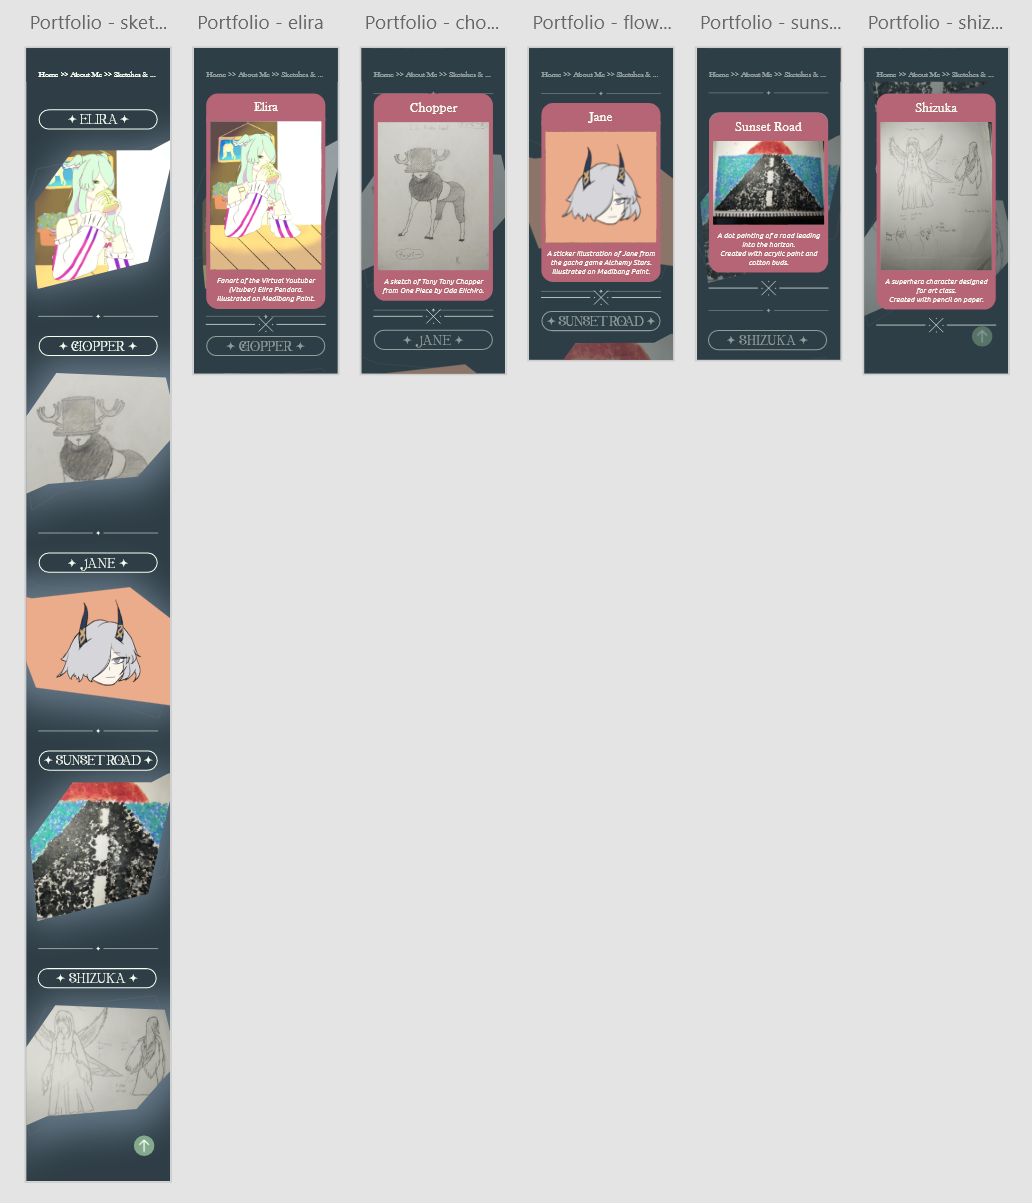 Portfolio - sket...
Portfolio - elira
Portfolio - cho...
Portfolio - flow...
Portfolio - suns...
Portfolio - shiz...
Home >> About Me >> Sketches & ...
ELIRA
CHOPPER
JANE
SUNSET ROAD
SHIZUKA
Home >> About Me >> Sketches & ...
Elira
Fanart of the Virtual Youtuber
(Vtuber) Elira Pendora.
Illustrated on Medibang Paint.
CHOPPER
Home >> About Me >> Sketches & ...
Chopper
A sketch of Tony Tony Chopper
from One Piece by Oda Eiichiro.
JANE
Home >> About Me >> Sketches & ...
Jane
A sticker illustration of Jane from
the gacha game Alchemy Stars.
Illustrated on Medibang Paint.
SUNSET ROAD
Home >> About Me >> Sketches & ...
Sunset Road
A dot painting of a road leading
into the horizon.
Created with acrylic paint and
cotton buds.
SHIZUKA
Home >> About Me >> Sketches & ...
Shizuka
A superhero character designed
for art class.
Created with pencil on paper.